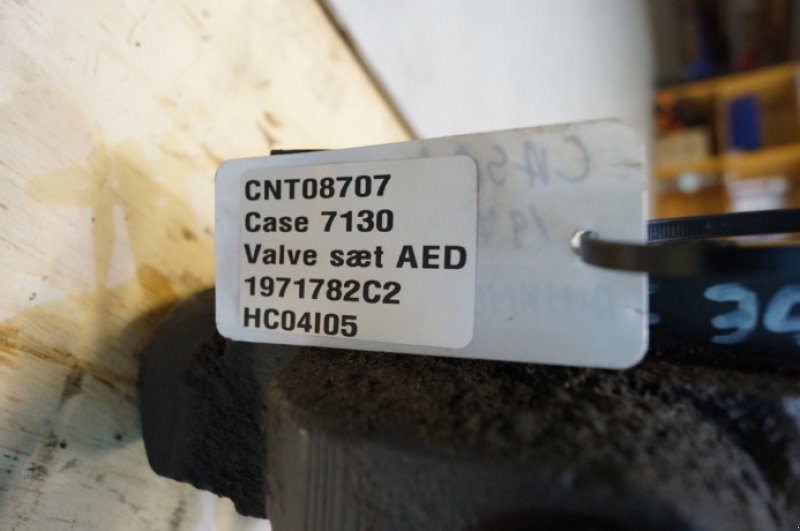 CNT08707
Case 7130
Valve sæt AED
1971782C2
HC04I05